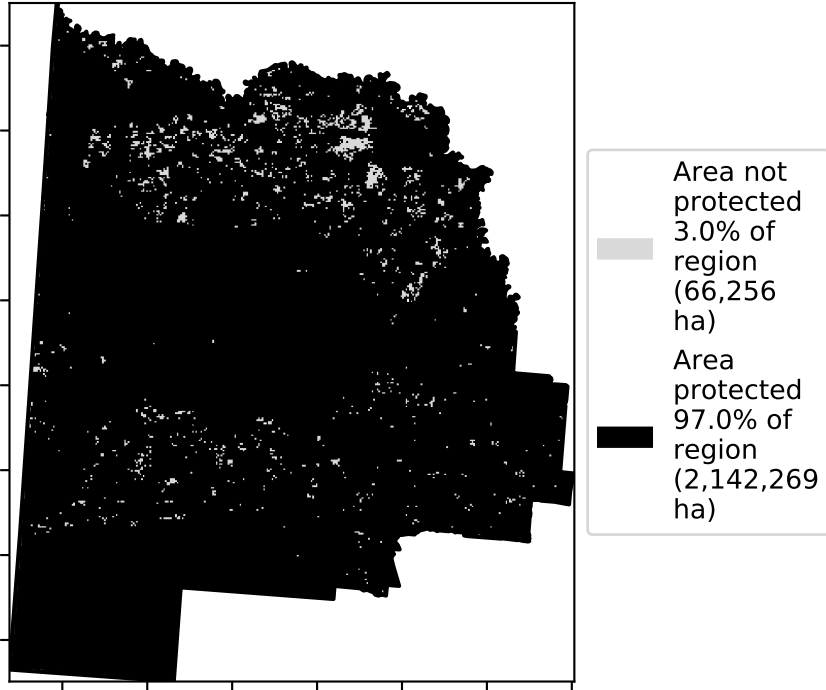 Area not
protected
3.0% of
region
(66,256
ha)
Area
protected
97.0% of
region
(2,142,269
ha)